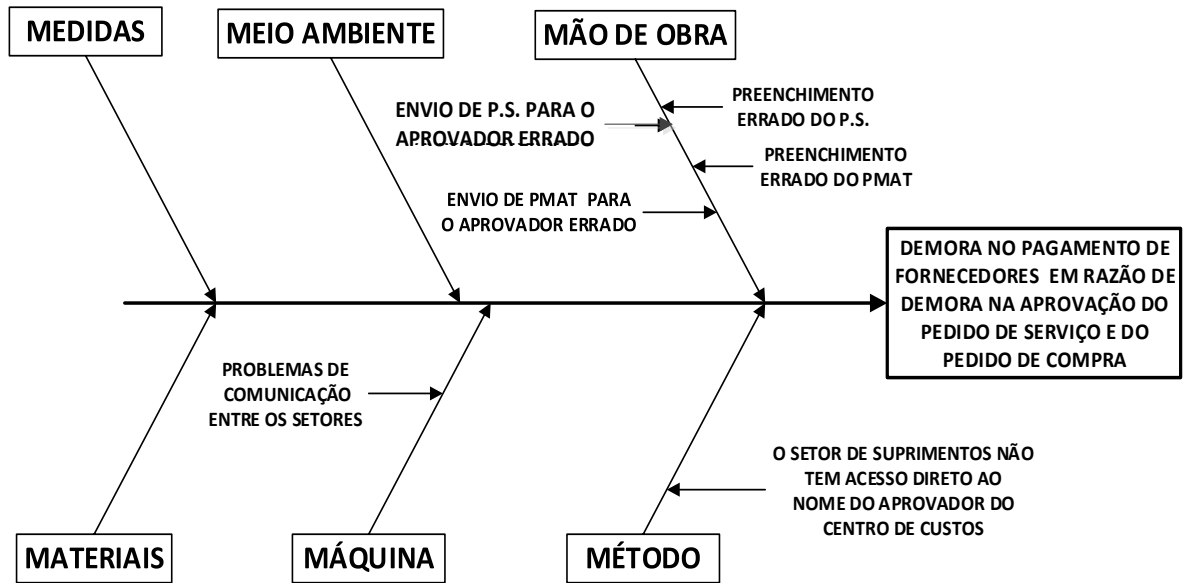 MEDIDAS
MEIO AMBIENTE
MÃO DE OBRA
ENVIO DE P.S. PARA O
APROVADOR ERRADO
PREENCHIMENTO
ERRADO DO P.S.
PREENCHIMENTO
ERRADO DO PMAT
ENVIO DE PMAT PARA
O APROVADOR ERRADO
DEMORA NO PAGAMENTO DE
FORNECEDORES EM RAZÃO DE
DEMORA NA APROVAÇÃO DO
PEDIDO DE SERVIÇO E DO
PEDIDO DE COMPRA
PROBLEMAS DE
COMUNICAÇÃO
ENTRE OS SETORES
O SETOR DE SUPRIMENTOS NÃO
TEM ACESSO DIRETO AO
NOME DO APROVADOR DO
CENTRO DE CUSTOS
MATERIAIS
MÁQUINA
MÉTODO